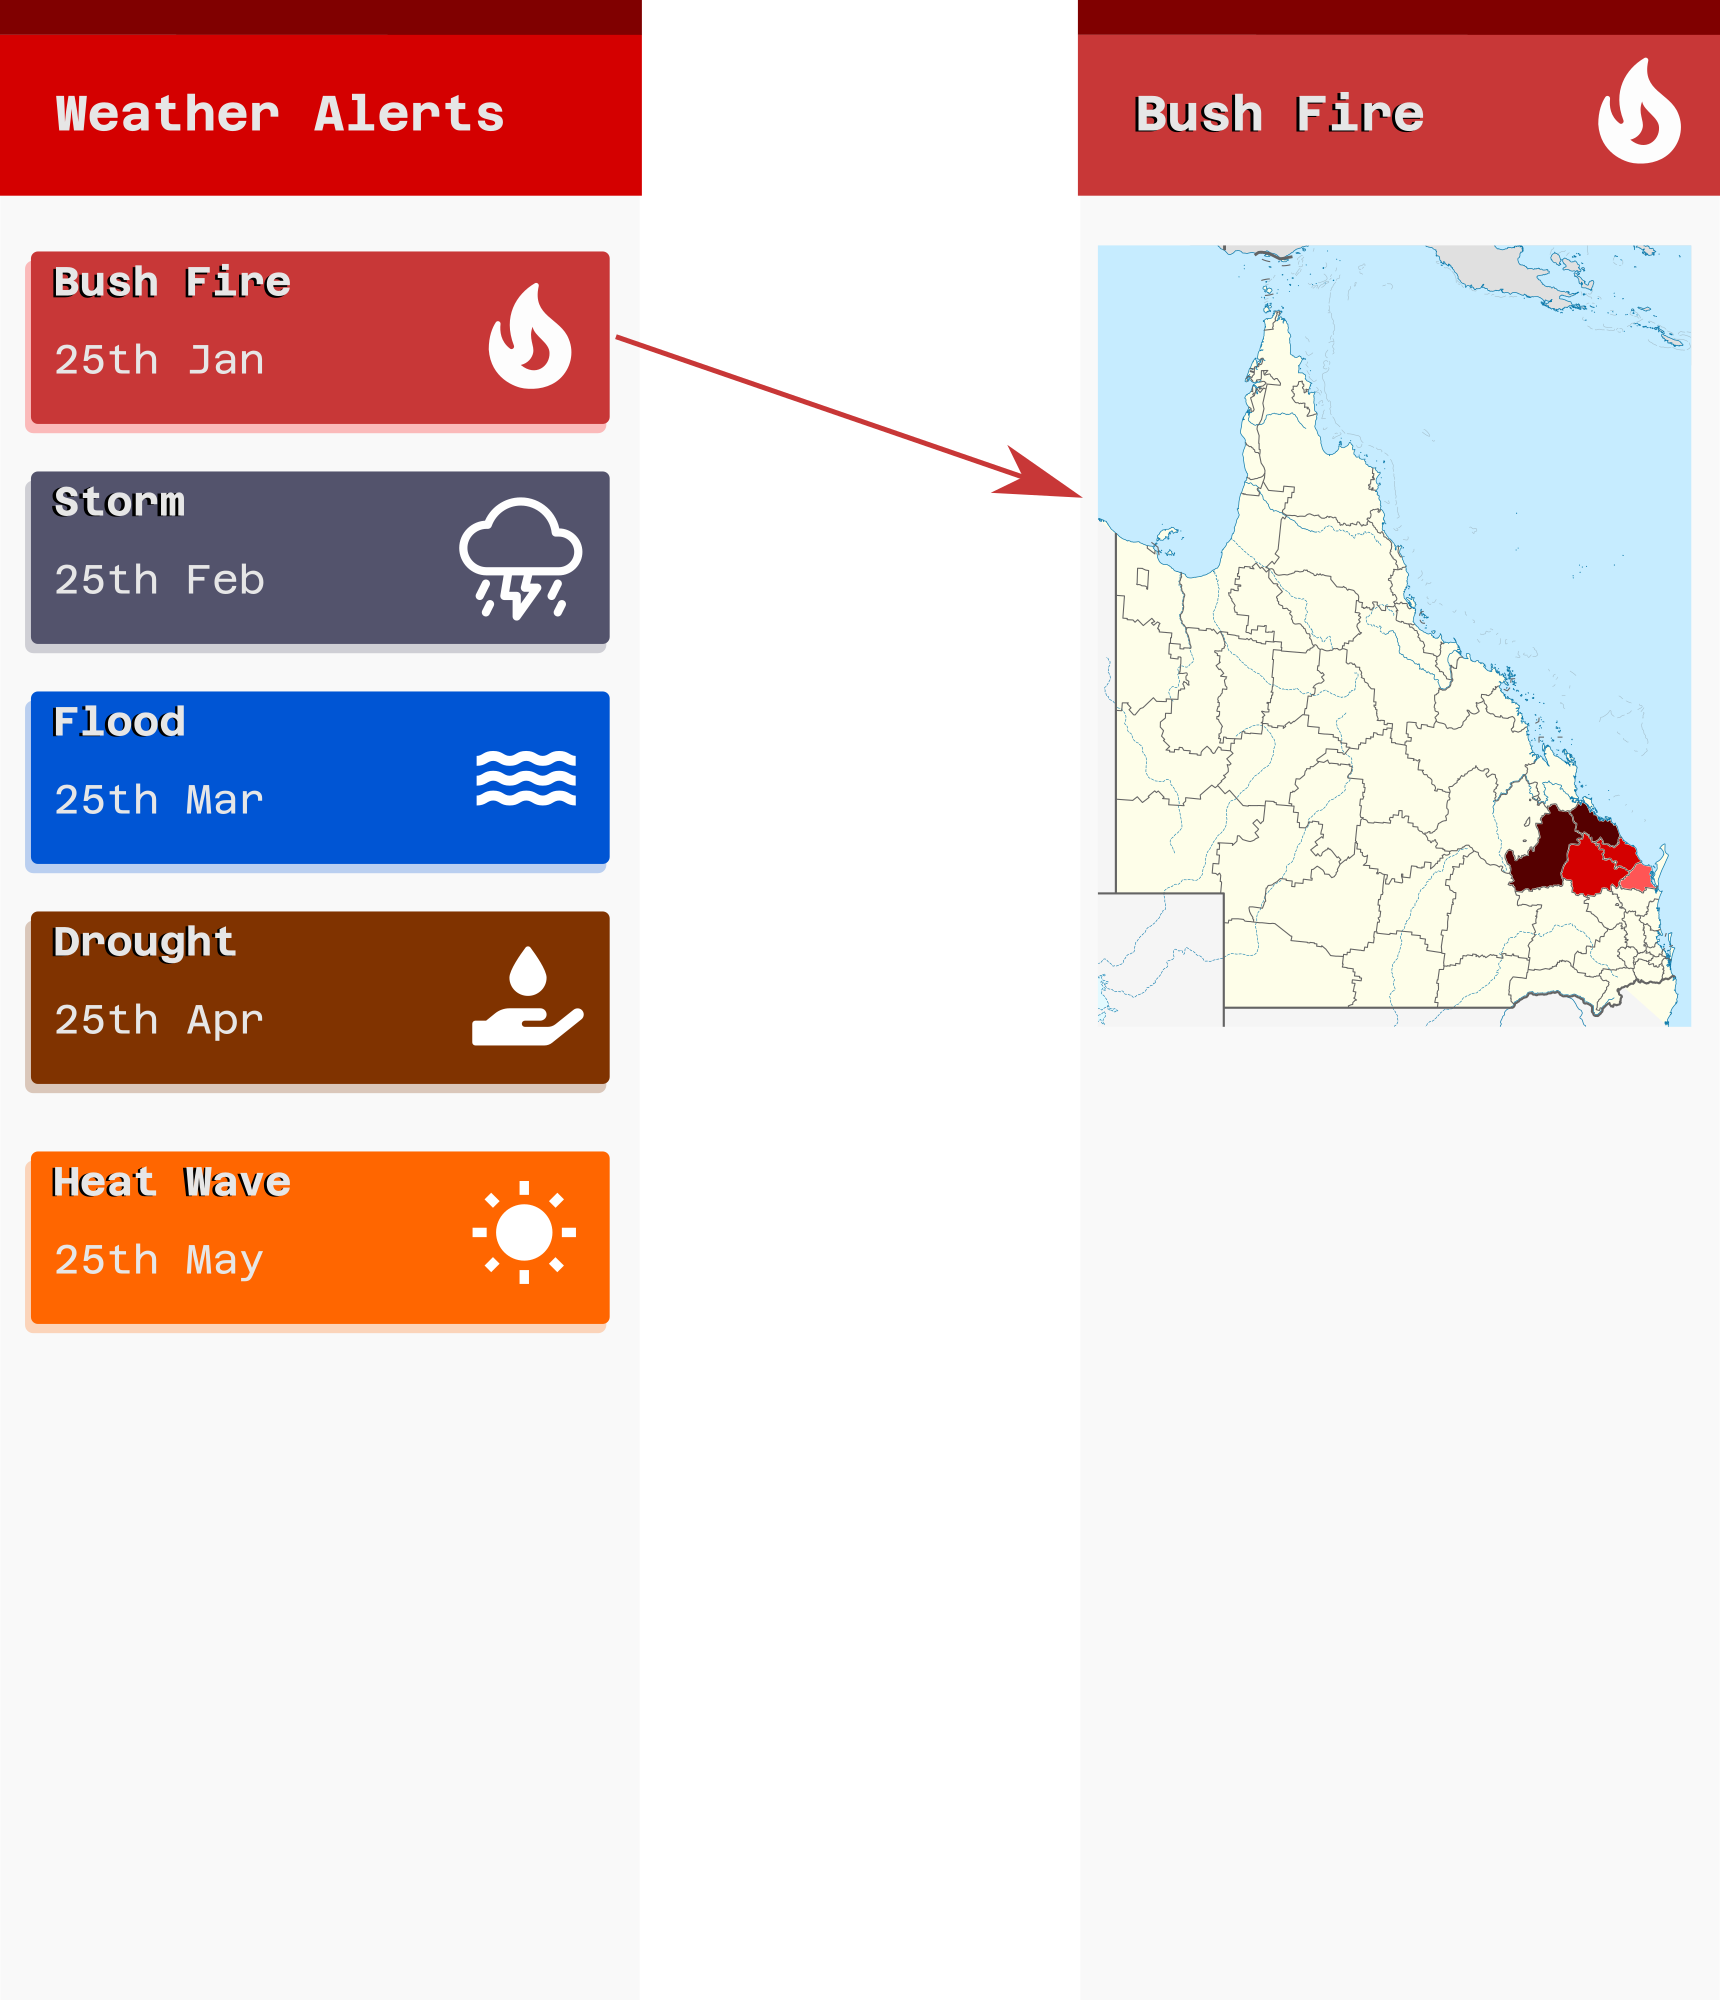 Weather Alerts
Bush Fire
25th Jan
Storm
25th Feb
Flood
25th Mar
Drought
25th Apr
Heat Wave
25th May
Bush Fire